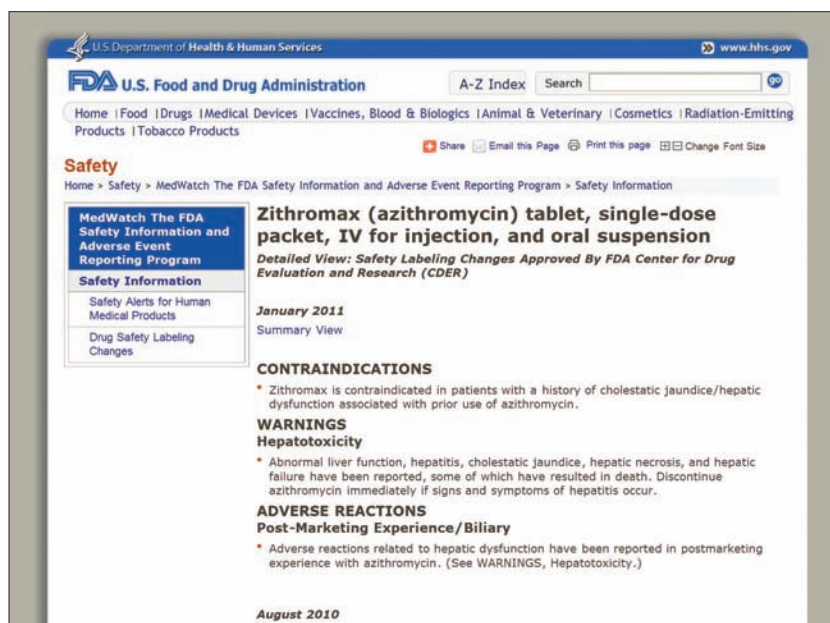 U.S. Department of Health & Human Services
www.hhs.gov
FDA U.S. Food and Drug Administration
A-Z Index
Search
go
Home | Food | Drugs | Medical Devices | Vaccines, Blood & Biologics | Animal & Veterinary | Cosmetics | Radiation-Emitting
Products | Tobacco Products
Share
Email this Page
Print this page
Change Font Size
Safety
Home > Safety > MedWatch The FDA Safety Information and Adverse Event Reporting Program > Safety Information
MedWatch The FDA
Safety Information and
Adverse Event
Reporting Program
Safety Information
Safety Alerts for Human
Medical Products
Drug Safety Labeling
Changes
Zithromax (azithromycin) tablet, single-dose
packet, IV for injection, and oral suspension
Detailed View: Safety Labeling Changes Approved By FDA Center for Drug
Evaluation and Research (CDER)
January 2011
Summary View
CONTRAINDICATIONS
• Zithromax is contraindicated in patients with a history of cholestatic jaundice/hepatic
dysfunction associated with prior use of azithromycin.
WARNINGS
Hepatotoxicity
• Abnormal liver function, hepatitis, cholestatic jaundice, hepatic necrosis, and hepatic
failure have been reported, some of which have resulted in death. Discontinue
azithromycin immediately if signs and symptoms of hepatitis occur.
ADVERSE REACTIONS
Post-Marketing Experience/Biliary
• Adverse reactions related to hepatic dysfunction have been reported in postmarketing
experience with azithromycin. (See WARNINGS, Hepatotoxicity.)
August 2010